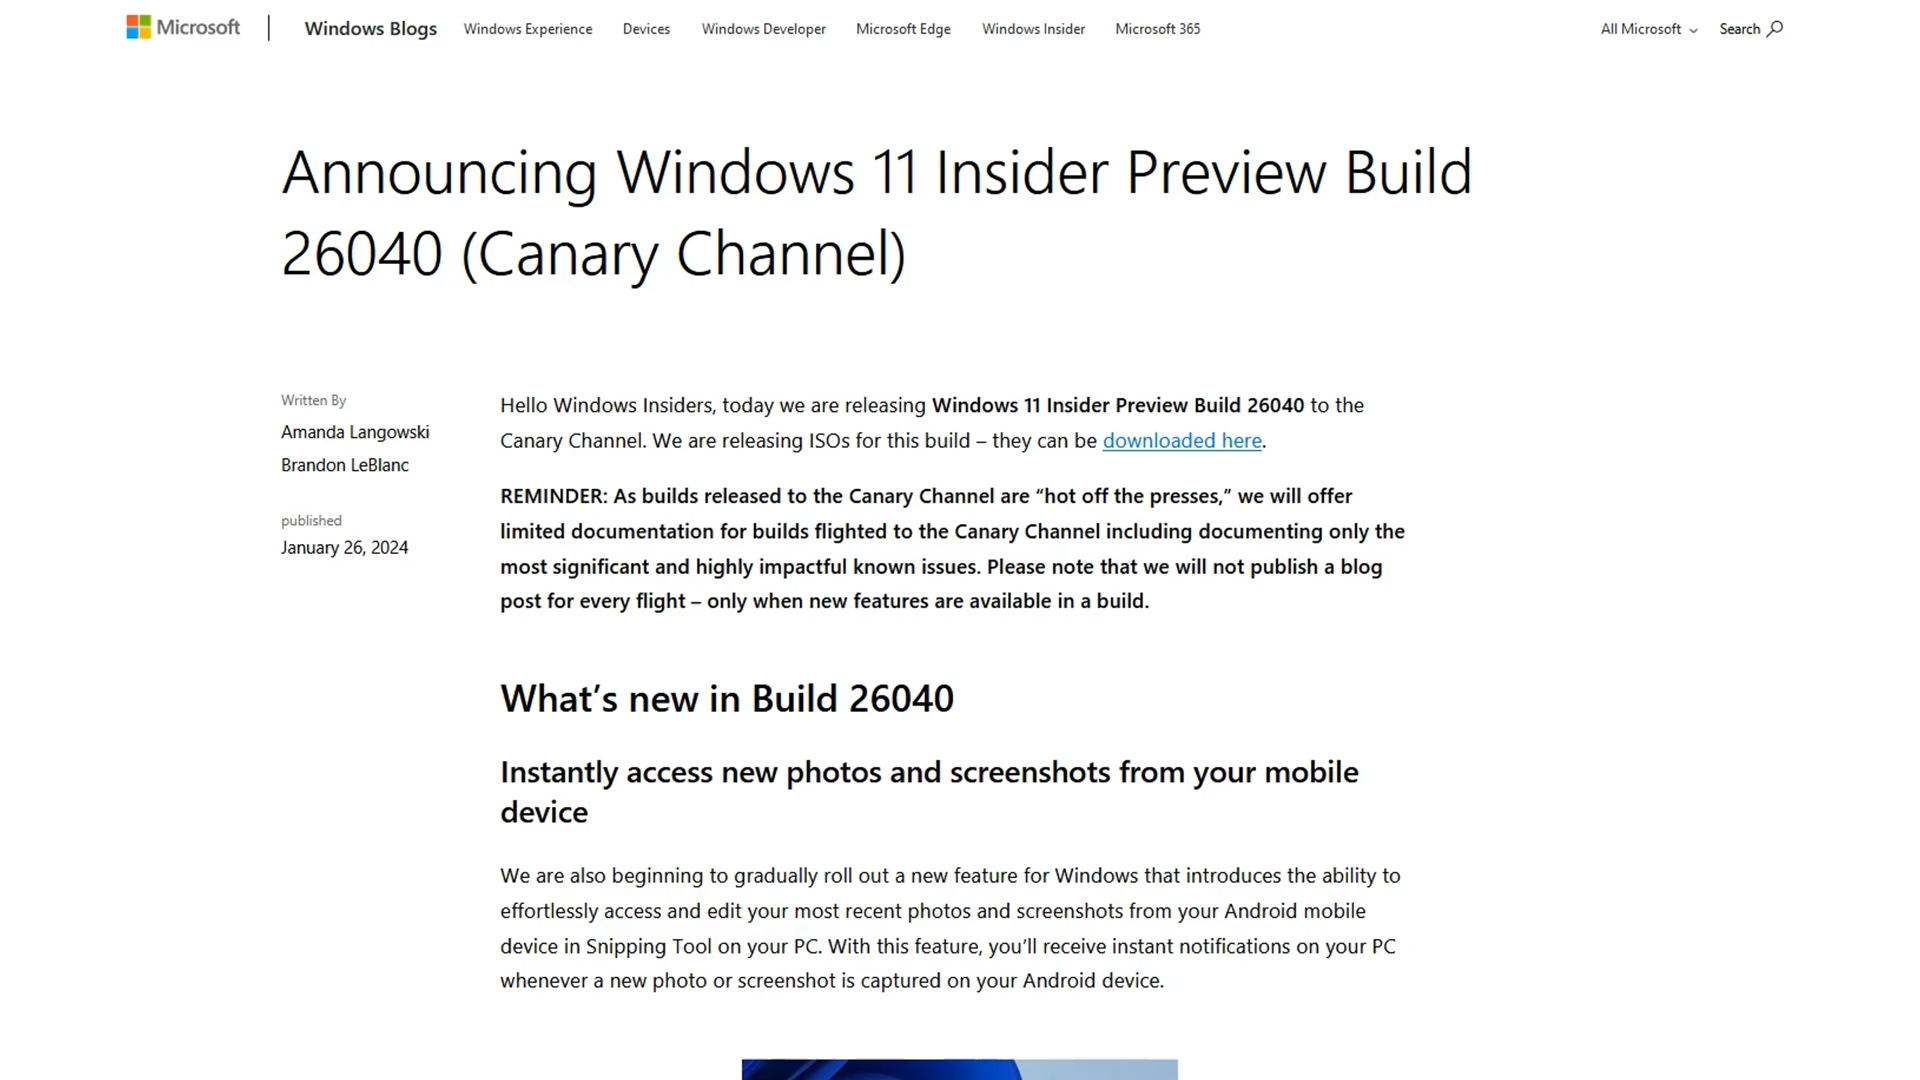 Microsoft
Windows Blogs
Windows Experience
Devices
Windows Developer
Microsoft Edge
Windows Insider
Microsoft 365
All Microsoft
Search
Announcing Windows 11 Insider Preview Build
26040 (Canary Channel)
Written By
Amanda Langowski
Brandon LeBlanc
published
January 26, 2024
Hello Windows Insiders, today we are releasing Windows 11 Insider Preview Build 26040 to the
Canary Channel. We are releasing ISOs for this build – they can be downloaded here.
REMINDER: As builds released to the Canary Channel are “hot off the presses,” we will offer
limited documentation for builds flighted to the Canary Channel including documenting only the
most significant and highly impactful known issues. Please note that we will not publish a blog
post for every flight – only when new features are available in a build.
What’s new in Build 26040
Instantly access new photos and screenshots from your mobile
device
We are also beginning to gradually roll out a new feature for Windows that introduces the ability to
effortlessly access and edit your most recent photos and screenshots from your Android mobile
device in Snipping Tool on your PC. With this feature, you’ll receive instant notifications on your PC
whenever a new photo or screenshot is captured on your Android device.